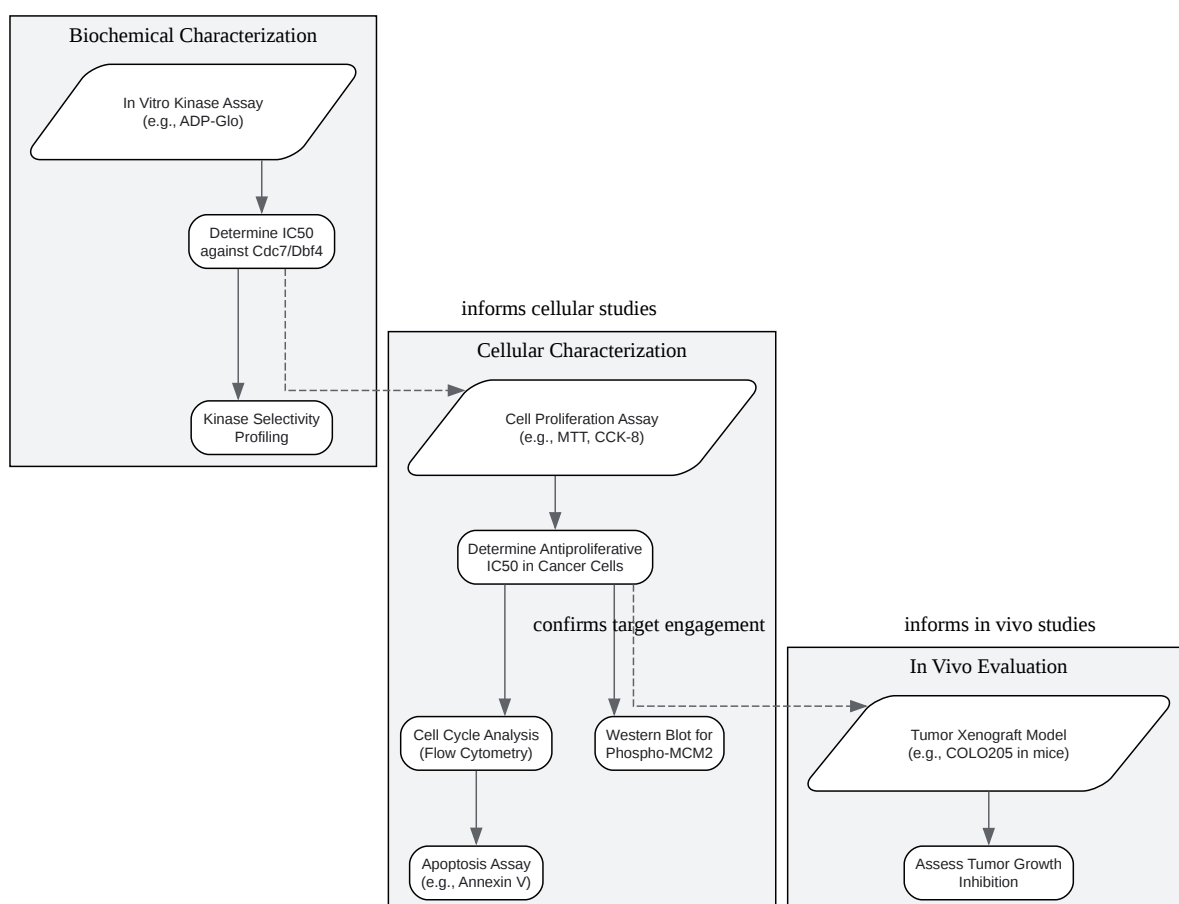 Biochemical Characterization
In Vitro Kinase Assay
(e.g., ADP-Glo)
Determine IC50
against Cdc7/Dbf4
Kinase Selectivity
Profiling
informs cellular studies
Cellular Characterization
Cell Proliferation Assay
(e.g., MTT, CCK-8)
Determine Antiproliferative
IC50 in Cancer Cells
confirms target engagement
Cell Cycle Analysis
(Flow Cytometry)
Western Blot for
Phospho-MCM2
Apoptosis Assay
(e.g., Annexin V)
informs in vivo studies
In Vivo Evaluation
Tumor Xenograft Model
(e.g., COLO205 in mice)
Assess Tumor Growth
Inhibition